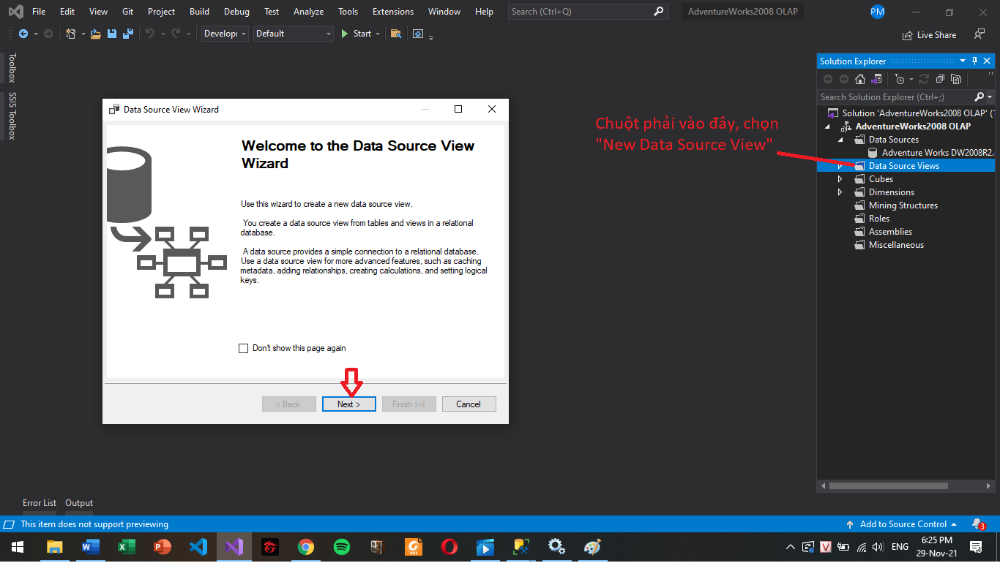 File Edit View Git Project Build Debug Test Analyze Tools Extensions Window Help Search (Ctrl+Q) AdventureWorks2008 OLAP PM
Develop Default Start Live Share
Toolbox
SSIS Toolbox
Data Source View Wizard
Welcome to the Data Source View
Wizard
Use this wizard to create a new data source view.
You create a data source view from tables and views in a relational
database.
A data source provides a simple connection to a relational database.
Use a data source view for more advanced features, such as caching
metadata, adding relationships, creating calculations, and setting logical
keys.
Don't show this page again
< Back Next > Finish >>| Cancel
Chuột phải vào đây, chọn
"New Data Source View"
Solution Explorer
Search Solution Explorer (Ctrl+;)
Solution 'AdventureWorks2008 OLAP' (
AdventureWorks2008 OLAP
Data Sources
Adventure Works DW2008R2.
Data Source Views
Cubes
Dimensions
Mining Structures
Roles
Assemblies
Miscellaneous
Error List Output
This item does not support previewing
Add to Source Control
3
PDF
V
ENG
6:25 PM
29-Nov-21